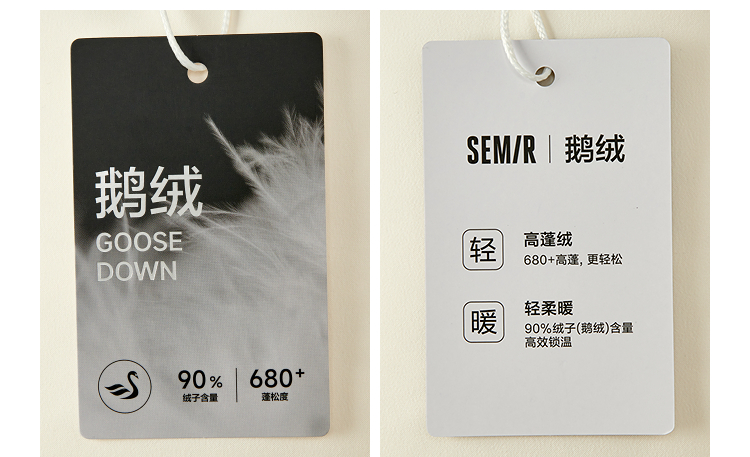 鹅绒
GOOSE
DOWN
90% 680+
绒子含量 蓬松度
SEMIR | 鹅绒
轻
高蓬绒
680+高蓬, 更轻松
暖
轻柔暖
90%绒子(鹅绒)含量
高效锁温